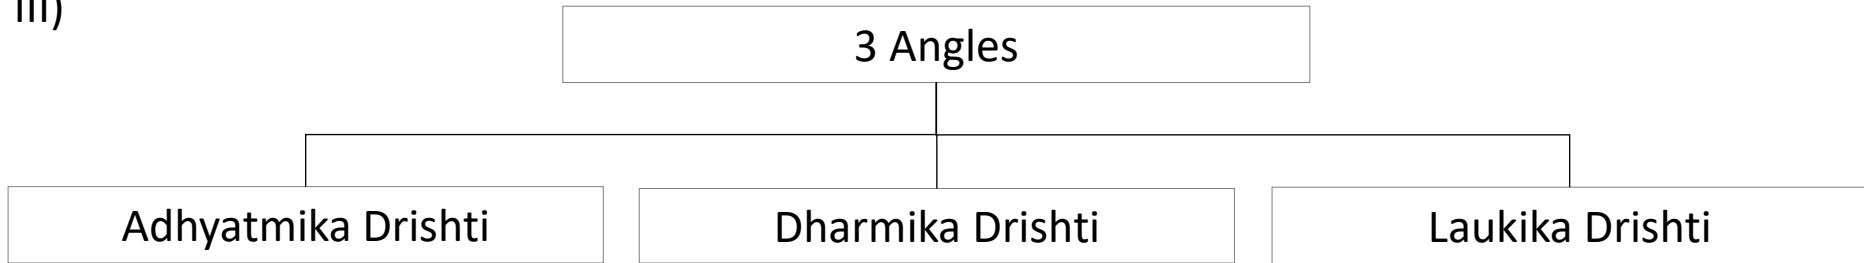 III)
3 Angles
Adhyatmika Drishti
Dharmika Drishti
Laukika Drishti